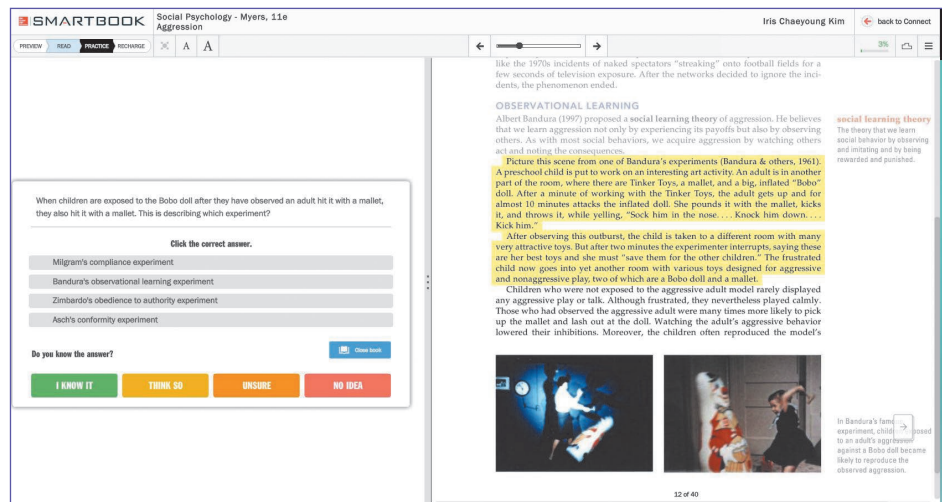 SMARTBOOK
Social Psychology - Myers, 11e
Aggression
Iris Chaeyoung Kim
back to Connect
PREVIEW
READ
PRACTICE
RECHARGE
A
A
3%
like the 1970s incidents of naked spectators “streaking” onto football fields for a
few seconds of television exposure. After the networks decided to ignore the inci-
dents, the phenomenon ended.
OBSERVATIONAL LEARNING
Albert Bandura (1997) proposed a social learning theory of aggression. He believes
that we learn aggression not only by experiencing its payoffs but also by observing
others. As with most social behaviors, we acquire aggression by watching others
act and noting the consequences.
Picture this scene from one of Bandura’s experiments (Bandura & others, 1961).
A preschool child is put to work on an interesting art activity. An adult is in another
part of the room, where there are Tinker Toys, a mallet, and a big, inflated “Bobo”
doll. After a minute of working with the Tinker Toys, the adult gets up and for
almost 10 minutes attacks the inflated doll. She pounds it with the mallet, kicks
it, and throws it, while yelling, “Sock him in the nose. . . . Knock him down. . . .
Kick him.”
After observing this outburst, the child is taken to a different room with many
very attractive toys. But after two minutes the experimenter interrupts, saying these
are her best toys and she must “save them for the other children.” The frustrated
child now goes into yet another room with various toys designed for aggressive
and nonaggressive play, two of which are a Bobo doll and a mallet.
Children who were not exposed to the aggressive adult model rarely displayed
any aggressive play or talk. Although frustrated, they nevertheless played calmly.
Those who had observed the aggressive adult were many times more likely to pick
up the mallet and lash out at the doll. Watching the adult’s aggressive behavior
lowered their inhibitions. Moreover, the children often reproduced the model’s
social learning theory
The theory that we learn
social behavior by observing
and imitating and by being
rewarded and punished.
In Bandura's famous
experiment, children exposed
to an adult's aggression
against a Bobo doll became
likely to reproduce the
observed aggression.
12 of 40
When children are exposed to the Bobo doll after they have observed an adult hit it with a mallet,
they also hit it with a mallet. This is describing which experiment?
Click the correct answer.
Milgram's compliance experiment
Bandura's observational learning experiment
Zimbardo's obedience to authority experiment
Asch's conformity experiment
Do you know the answer?
Close book
I KNOW IT
THINK SO
UNSURE
NO IDEA